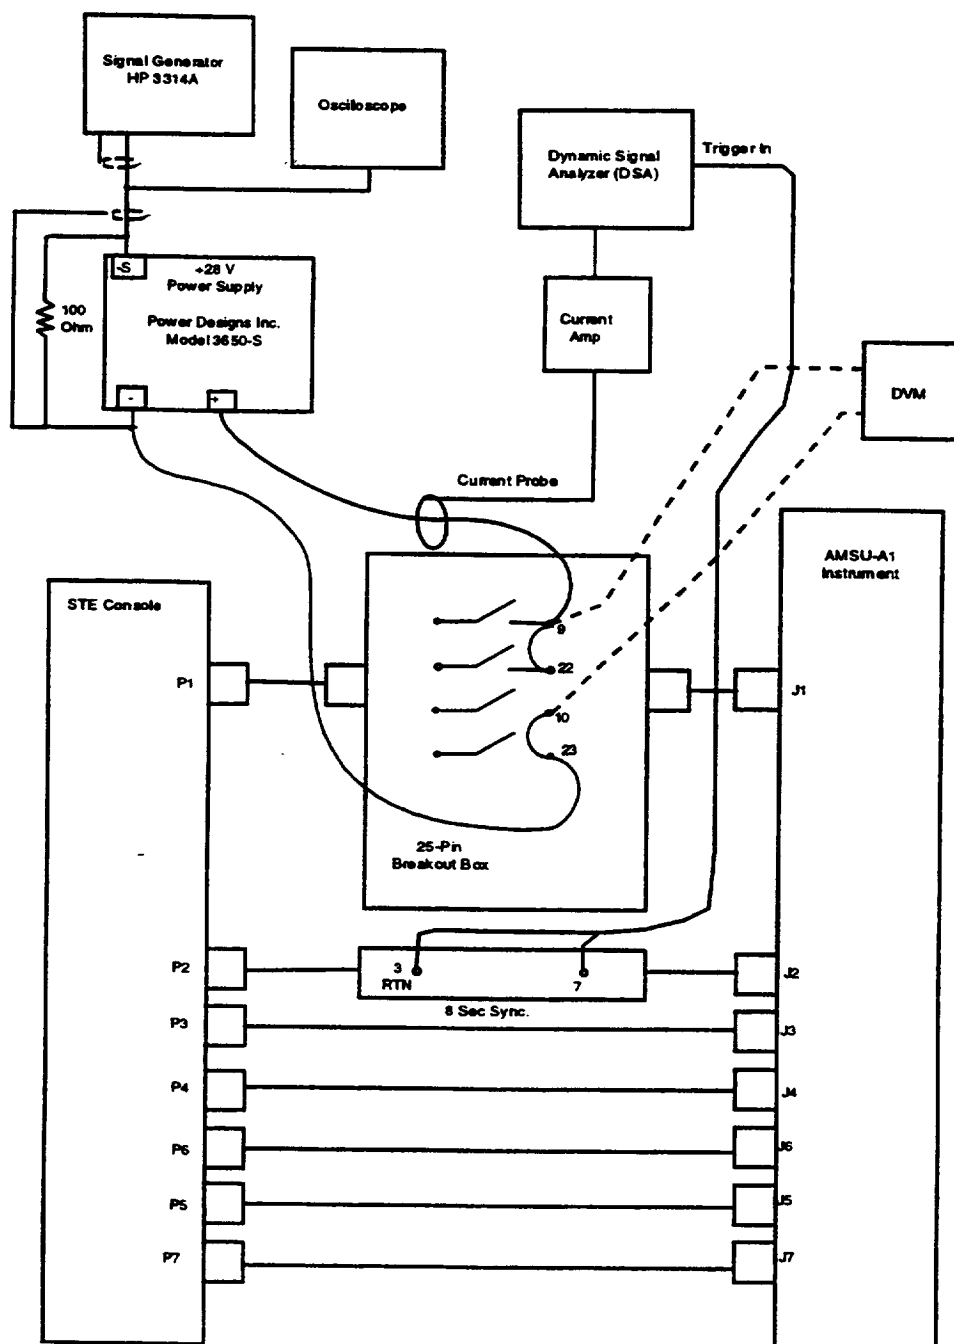 Signal Generator
HP 3314A
Oscilloscope
Dynamic Signal
Analyzer (DSA)
Trigger In
-S
+28 V
Power Supply
Power Designs Inc.
Model 3650-S
100
Ohm
-
+
Current
Amp
DVM
Current Probe
STE Console
AMSU-A1
Instrument
9
22
10
23
P1
J1
25-Pin
Breakout Box
P2
3
RTN
7
J2
8 Sec Sync.
P3
J3
P4
J4
P6
J6
P5
J5
P7
J7